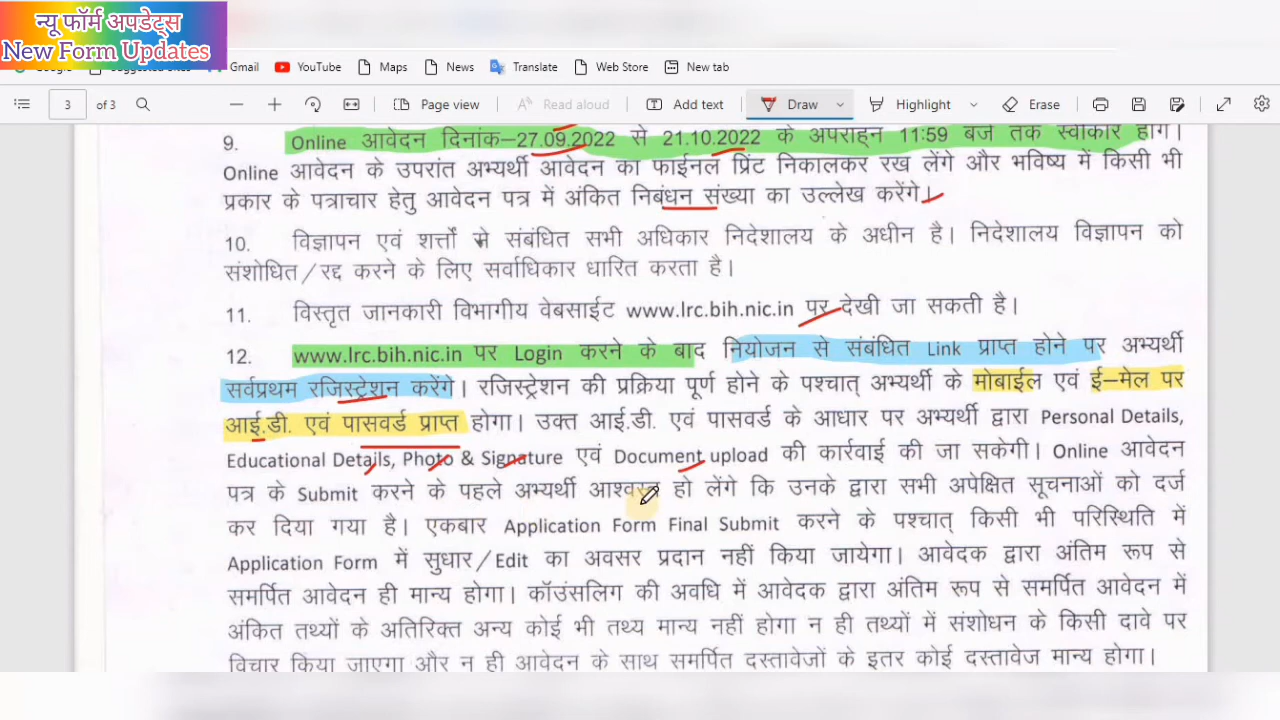 न्यू फॉर्म अपडेट्स
New Form Updates
Gmail YouTube Maps News Translate Web Store New tab
3 of 3 Page view Read aloud Add text Draw Highlight Erase
9. Online आवेदन दिनांक–27.09.2022 से 21.10.2022 के अपराह्न 11:59 बजे तक स्वीकार होंगे।
Online आवेदन के उपरांत अभ्यर्थी आवेदन का फाईनल प्रिंट निकालकर रख लेंगे और भविष्य में किसी भी
प्रकार के पत्राचार हेतु आवेदन पत्र में अंकित निबंधन संख्या का उल्लेख करेंगे।
10. विज्ञापन एवं शर्त्तों से संबंधित सभी अधिकार निदेशालय के अधीन है। निदेशालय विज्ञापन को
संशोधित/रद्द करने के लिए सर्वाधिकार धारित करता है।
11. विस्तृत जानकारी विभागीय वेबसाईट www.lrc.bih.nic.in पर देखी जा सकती है।
12. www.lrc.bih.nic.in पर Login करने के बाद नियोजन से संबंधित Link प्राप्त होने पर अभ्यर्थी
सर्वप्रथम रजिस्ट्रेशन करेंगे। रजिस्ट्रेशन की प्रक्रिया पूर्ण होने के पश्चात् अभ्यर्थी के मोबाईल एवं ई–मेल पर
आई.डी. एवं पासवर्ड प्राप्त होगा। उक्त आई.डी. एवं पासवर्ड के आधार पर अभ्यर्थी द्वारा Personal Details,
Educational Details, Photo & Signature एवं Document upload की कार्रवाई की जा सकेगी। Online आवेदन
पत्र के Submit करने के पहले अभ्यर्थी आश्वस्त हो लेंगे कि उनके द्वारा सभी अपेक्षित सूचनाओं को दर्ज
कर दिया गया है। एकबार Application Form Final Submit करने के पश्चात् किसी भी परिस्थिति में
Application Form में सुधार/Edit का अवसर प्रदान नहीं किया जायेगा। आवेदक द्वारा अंतिम रूप से
समर्पित आवेदन ही मान्य होगा। कॉउंसलिग की अवधि में आवेदक द्वारा अंतिम रूप से समर्पित आवेदन में
अंकित तथ्यों के अतिरिक्त अन्य कोई भी तथ्य मान्य नहीं होगा न ही तथ्यों में संशोधन के किसी दावे पर
विचार किया जाएगा और न ही आवेदन के साथ समर्पित दस्तावेजों के इतर कोई दस्तावेज मान्य होगा।